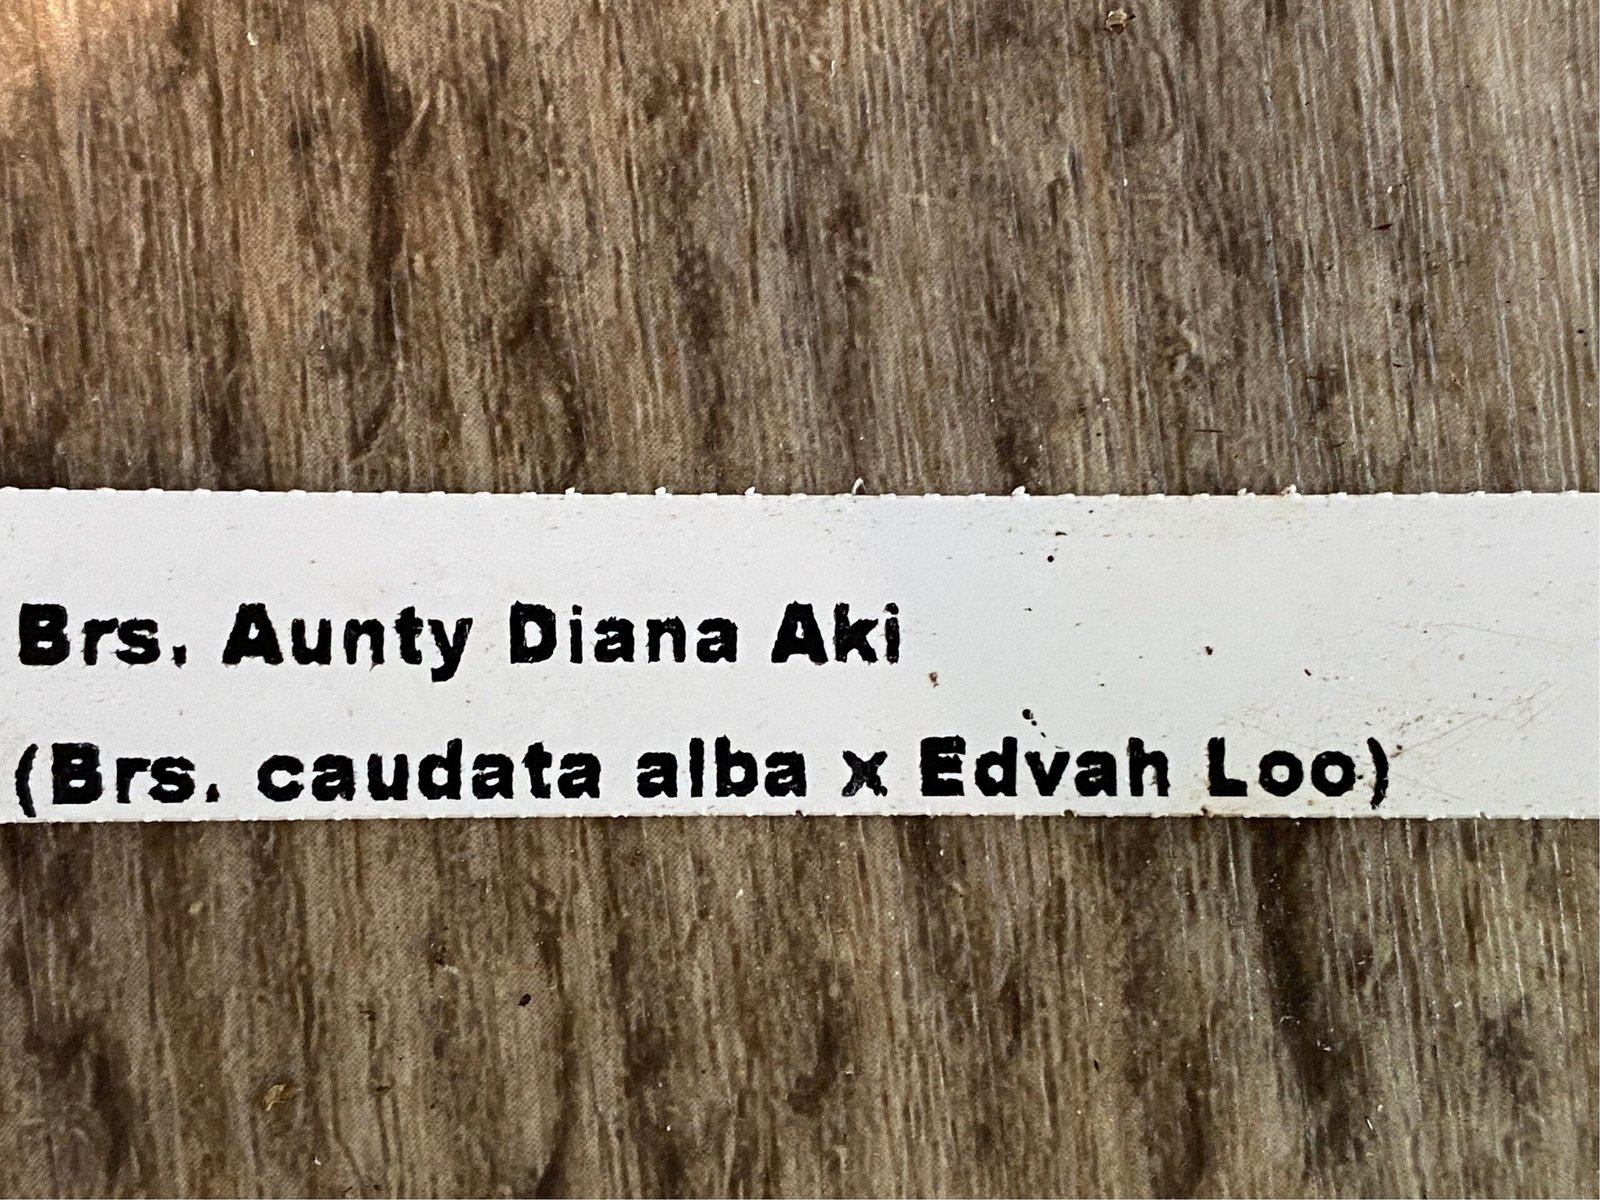 Brs. Aunty Diana Aki
(Brs. caudata alba x Edvah Loo)